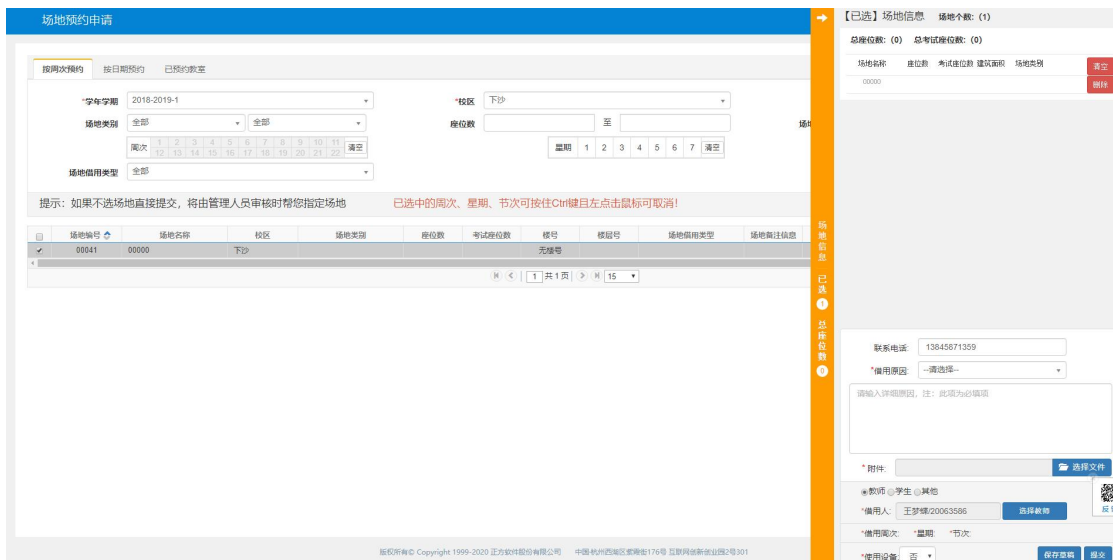 场地预约申请
按周次预约 按日期预约 已预约教室
*学年学期 2018-2019-1 *校区 下沙
场地类别 全部 全部 座位数 至
周次 1 2 3 4 5 6 7 8 9 10 11 清空
12 13 14 15 16 17 18 19 20 21 22
星期 1 2 3 4 5 6 7 清空
场地借用类型 全部
提示：如果不选场地直接提交，将由管理人员审核时帮您指定场地 已选中的周次、星期、节次可按住Ctrl键且左点击鼠标可取消！
场地编号 场地名称 校区 场地类别 座位数 考试座位数 楼号 楼层号 场地借用类型 场地备注信息
00041 00000 下沙 无楼号
1 共1页 15
版权所有© Copyright 1999-2020 正方软件股份有限公司 中国·杭州西湖区紫霞街176号 互联网创新创业园2号301
场地信息 已选 1 总座位数 0
【已选】场地信息 场地个数：(1)
总座位数：(0) 总考试座位数：(0)
场地名称 座位数 考试座位数 建筑面积 场地类别 清空
00000 删除
联系电话: 13845871359
*借用原因: --请选择--
请输入详细原因，注：此项为必填项
*附件: 选择文件
教师 学生 其他
*借用人: 王梦蝶/20063586 选择教师
*借用周次: *星期: *节次:
*使用设备: 否 保存草稿 提交